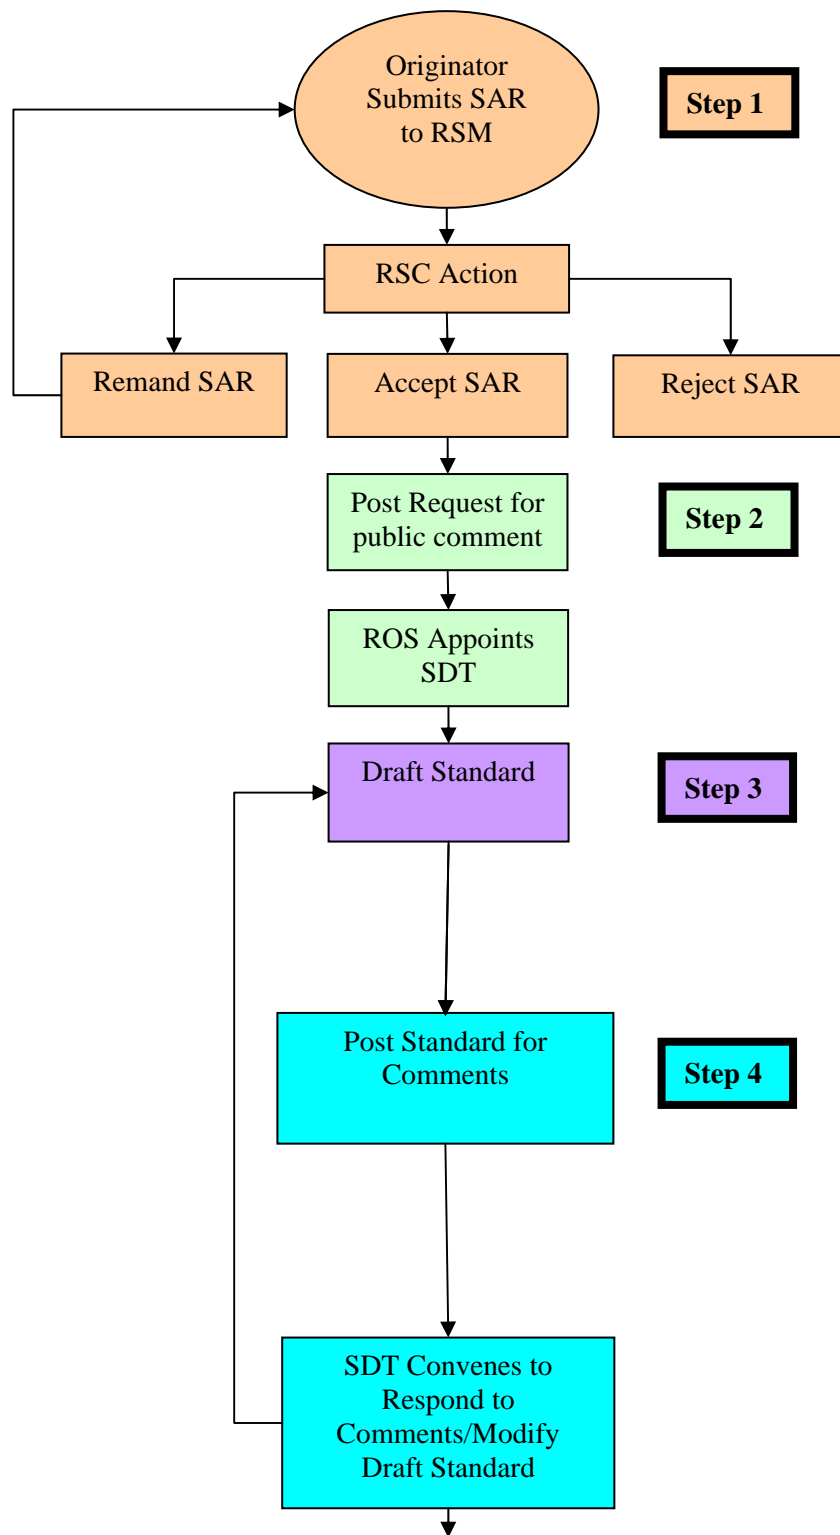 Originator
Submits SAR
to RSM
Step 1
RSC Action
Remand SAR
Accept SAR
Reject SAR
Post Request for
public comment
Step 2
ROS Appoints
SDT
Draft Standard
Step 3
Post Standard for
Comments
Step 4
SDT Convenes to
Respond to
Comments/Modify
Draft Standard